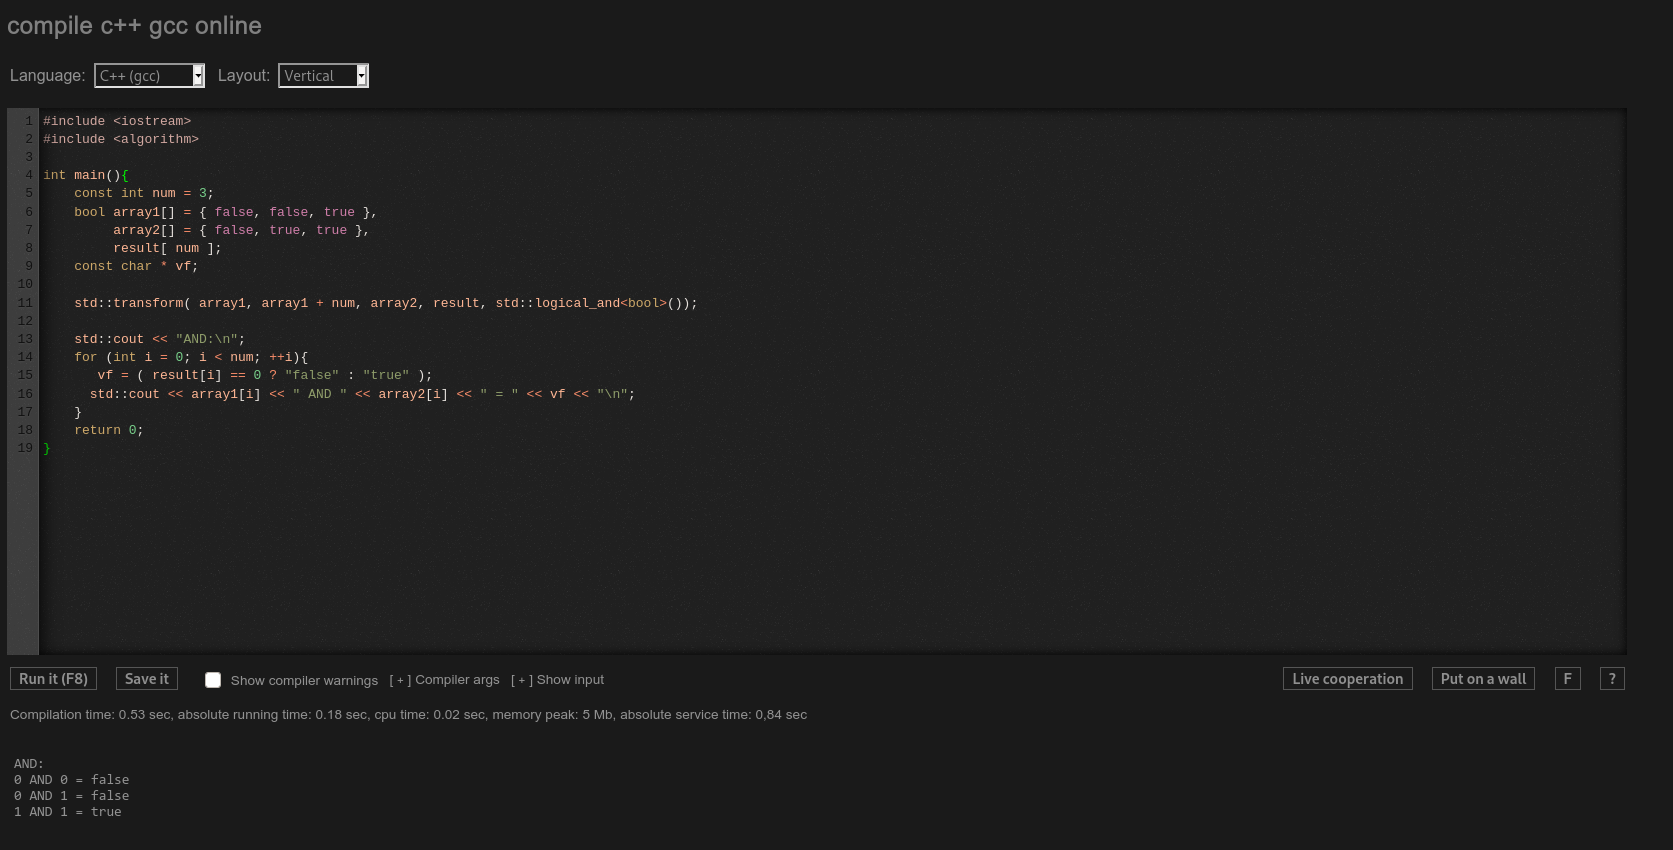 compile c++ gcc online
Language: C++ (gcc) Layout: Vertical
1 #include <iostream>
2 #include <algorithm>
3
4 int main(){
5     const int num = 3;
6     bool array1[] = { false, false, true },
7          array2[] = { false, true, true },
8          result[ num ];
9     const char * vf;
10
11     std::transform( array1, array1 + num, array2, result, std::logical_and<bool>());
12
13     std::cout << "AND:\n";
14     for (int i = 0; i < num; ++i){
15        vf = ( result[i] == 0 ? "false" : "true" );
16       std::cout << array1[i] << " AND " << array2[i] << " = " << vf << "\n";
17     }
18     return 0;
19 }
Run it (F8) Save it Show compiler warnings [ + ] Compiler args [ + ] Show input Live cooperation Put on a wall F ?
Compilation time: 0.53 sec, absolute running time: 0.18 sec, cpu time: 0.02 sec, memory peak: 5 Mb, absolute service time: 0,84 sec
AND:
0 AND 0 = false
0 AND 1 = false
1 AND 1 = true